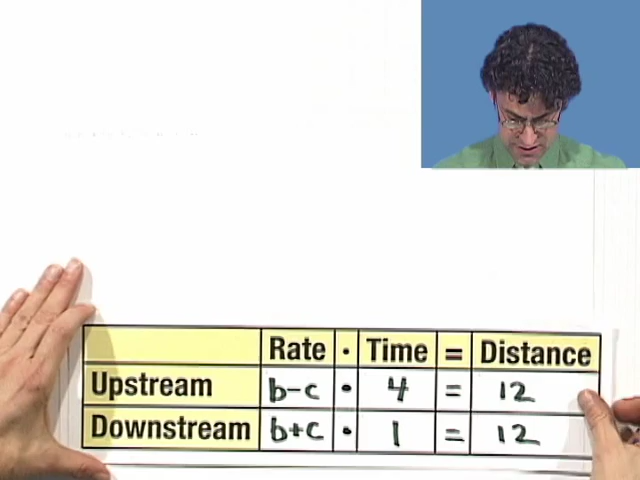 Rate · Time = Distance
Upstream b-c • 4 = 12
Downstream b+c • 1 = 12